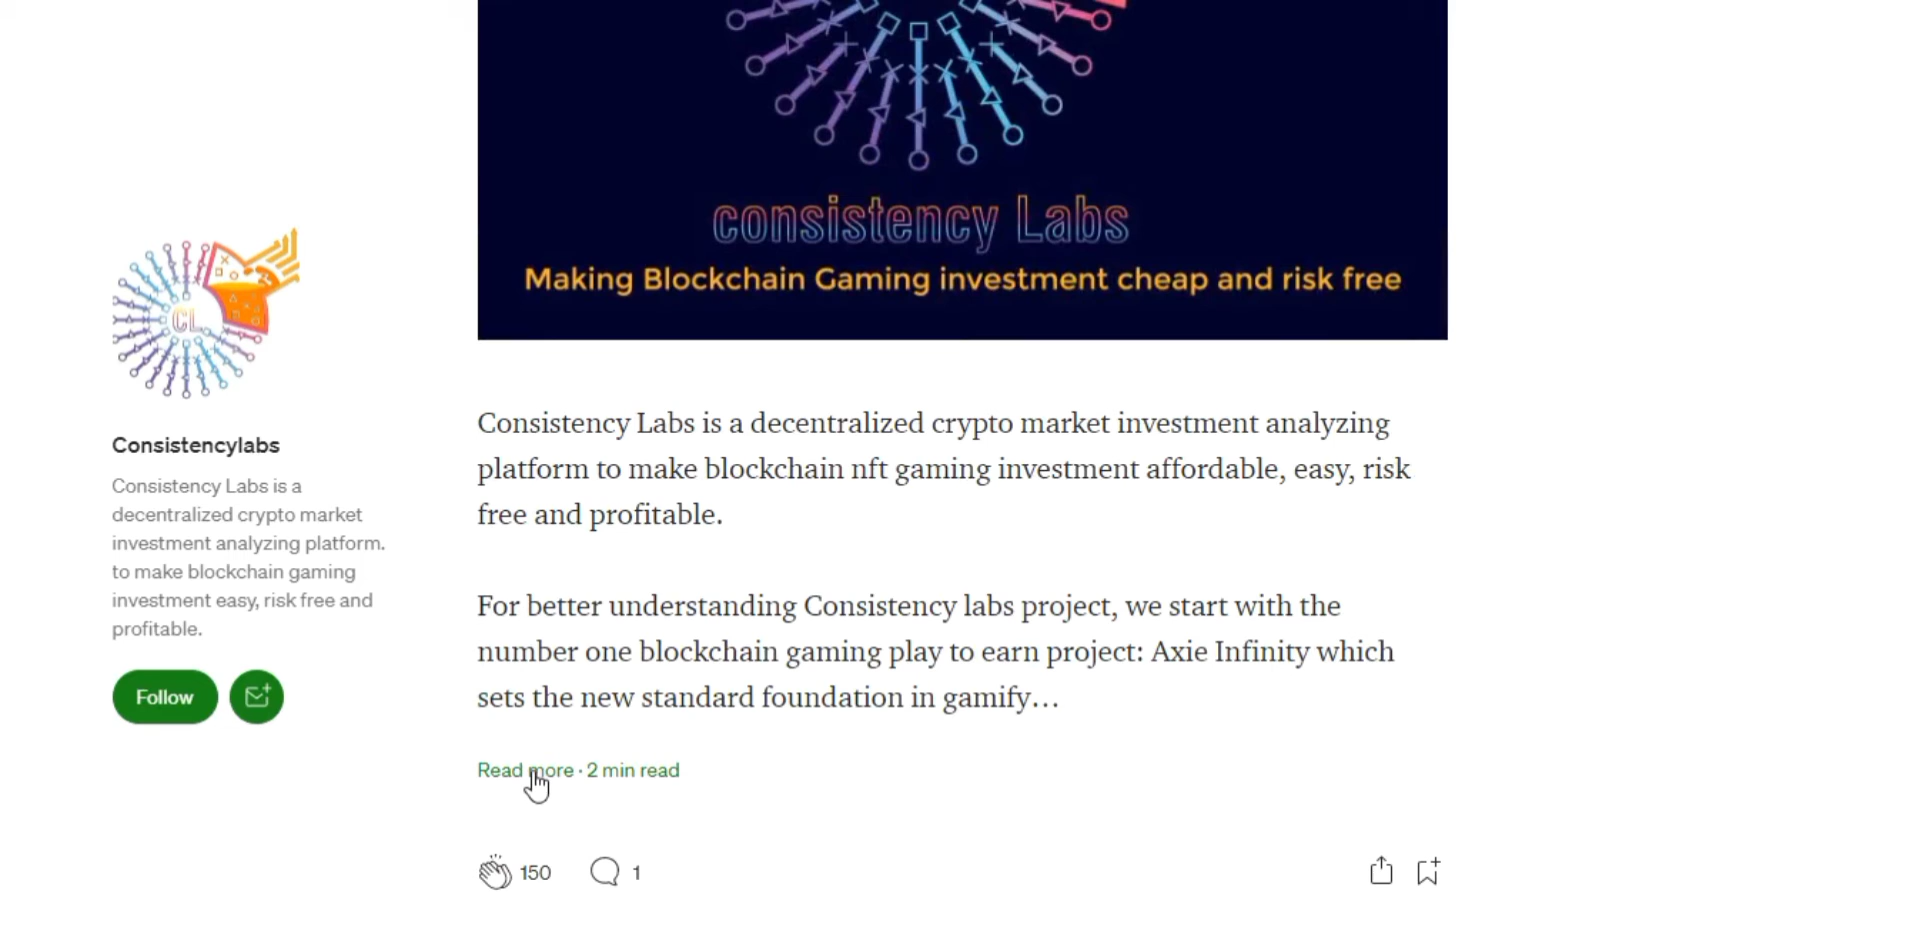 consistency Labs
Making Blockchain Gaming investment cheap and risk free
CL
Consistencylabs
Consistency Labs is a
decentralized crypto market
investment analyzing platform.
to make blockchain gaming
investment easy, risk free and
profitable.
Follow
Consistency Labs is a decentralized crypto market investment analyzing
platform to make blockchain nft gaming investment affordable, easy, risk
free and profitable.
For better understanding Consistency labs project, we start with the
number one blockchain gaming play to earn project: Axie Infinity which
sets the new standard foundation in gamify…
Read more · 2 min read
150
1